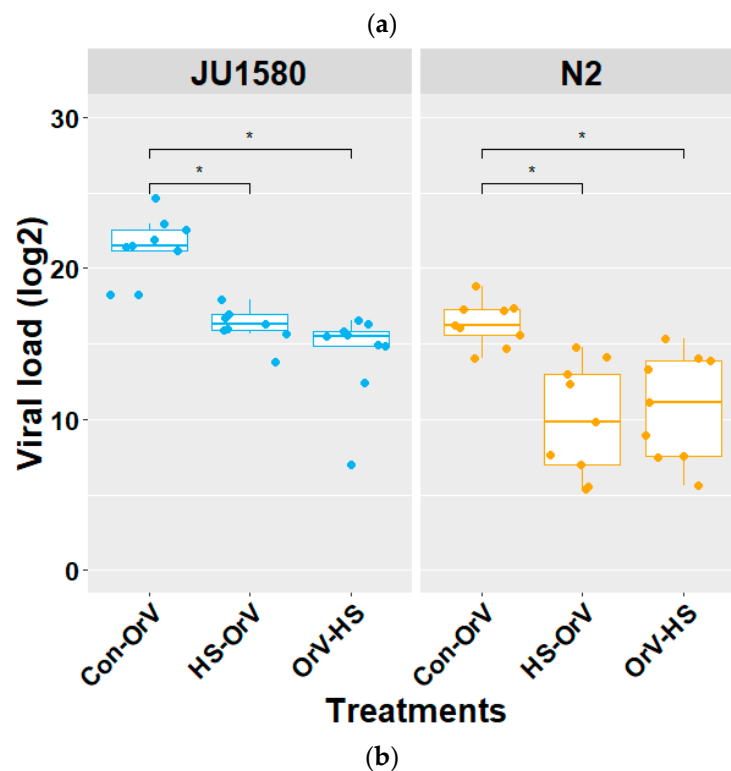 (a)
JU1580 N2
30
* *
* *
20
10
0
Viral load (log2)
Con-OrV HS-OrV OrV-HS Con-OrV HS-OrV OrV-HS
Treatments
(b)